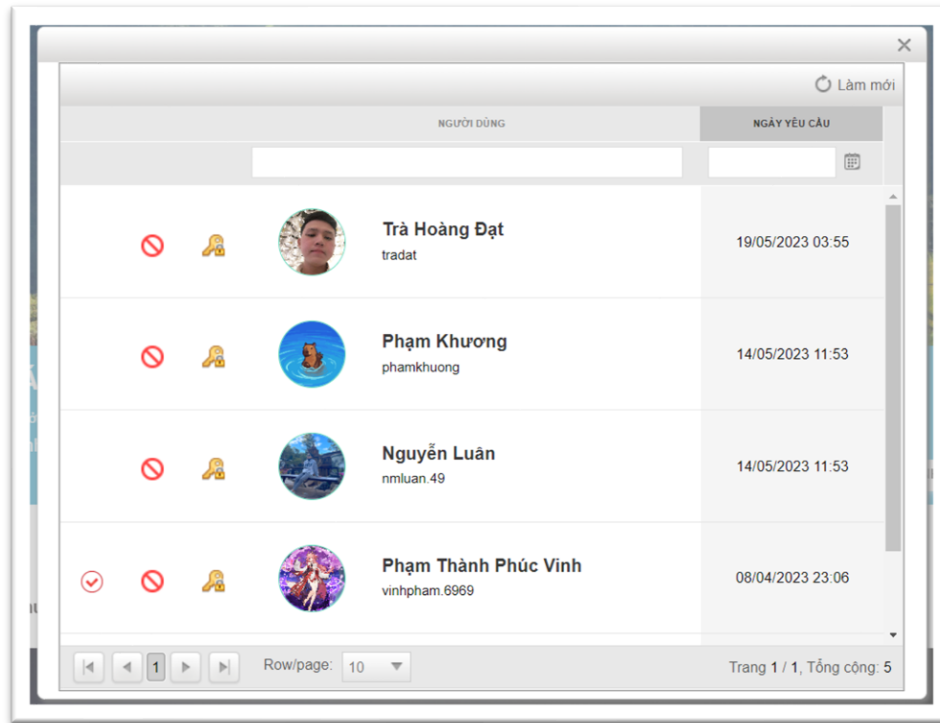 Làm mới
NGƯỜI DÙNG NGÀY YÊU CẦU
Trà Hoàng Đạt
tradat
19/05/2023 03:55
Phạm Khương
phamkhuong
14/05/2023 11:53
Nguyễn Luân
nmluan.49
14/05/2023 11:53
Phạm Thành Phúc Vinh
vinhpham.6969
08/04/2023 23:06
1 Row/page: 10 Trang 1 / 1, Tổng cộng: 5